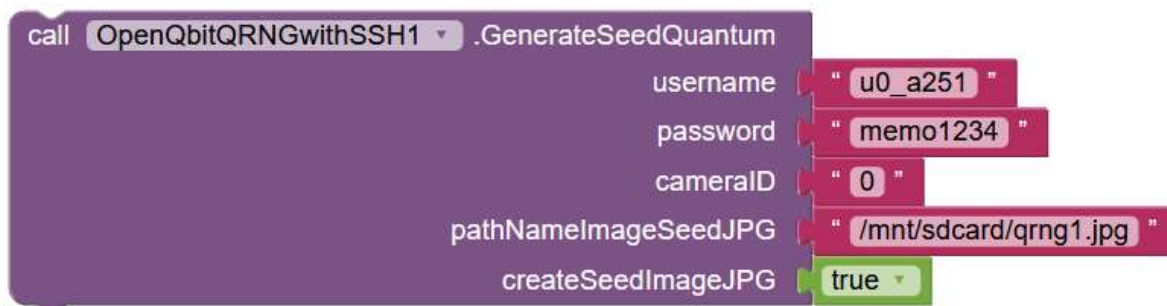 call OpenQbitQRNGwithSSH1 .GenerateSeedQuantum
username “ u0_a251 ”
password “ memo1234 ”
cameraID “ 0 ”
pathNameImageSeedJPG “ /mnt/sdcard/qrng1.jpg ”
createSeedImageJPG true